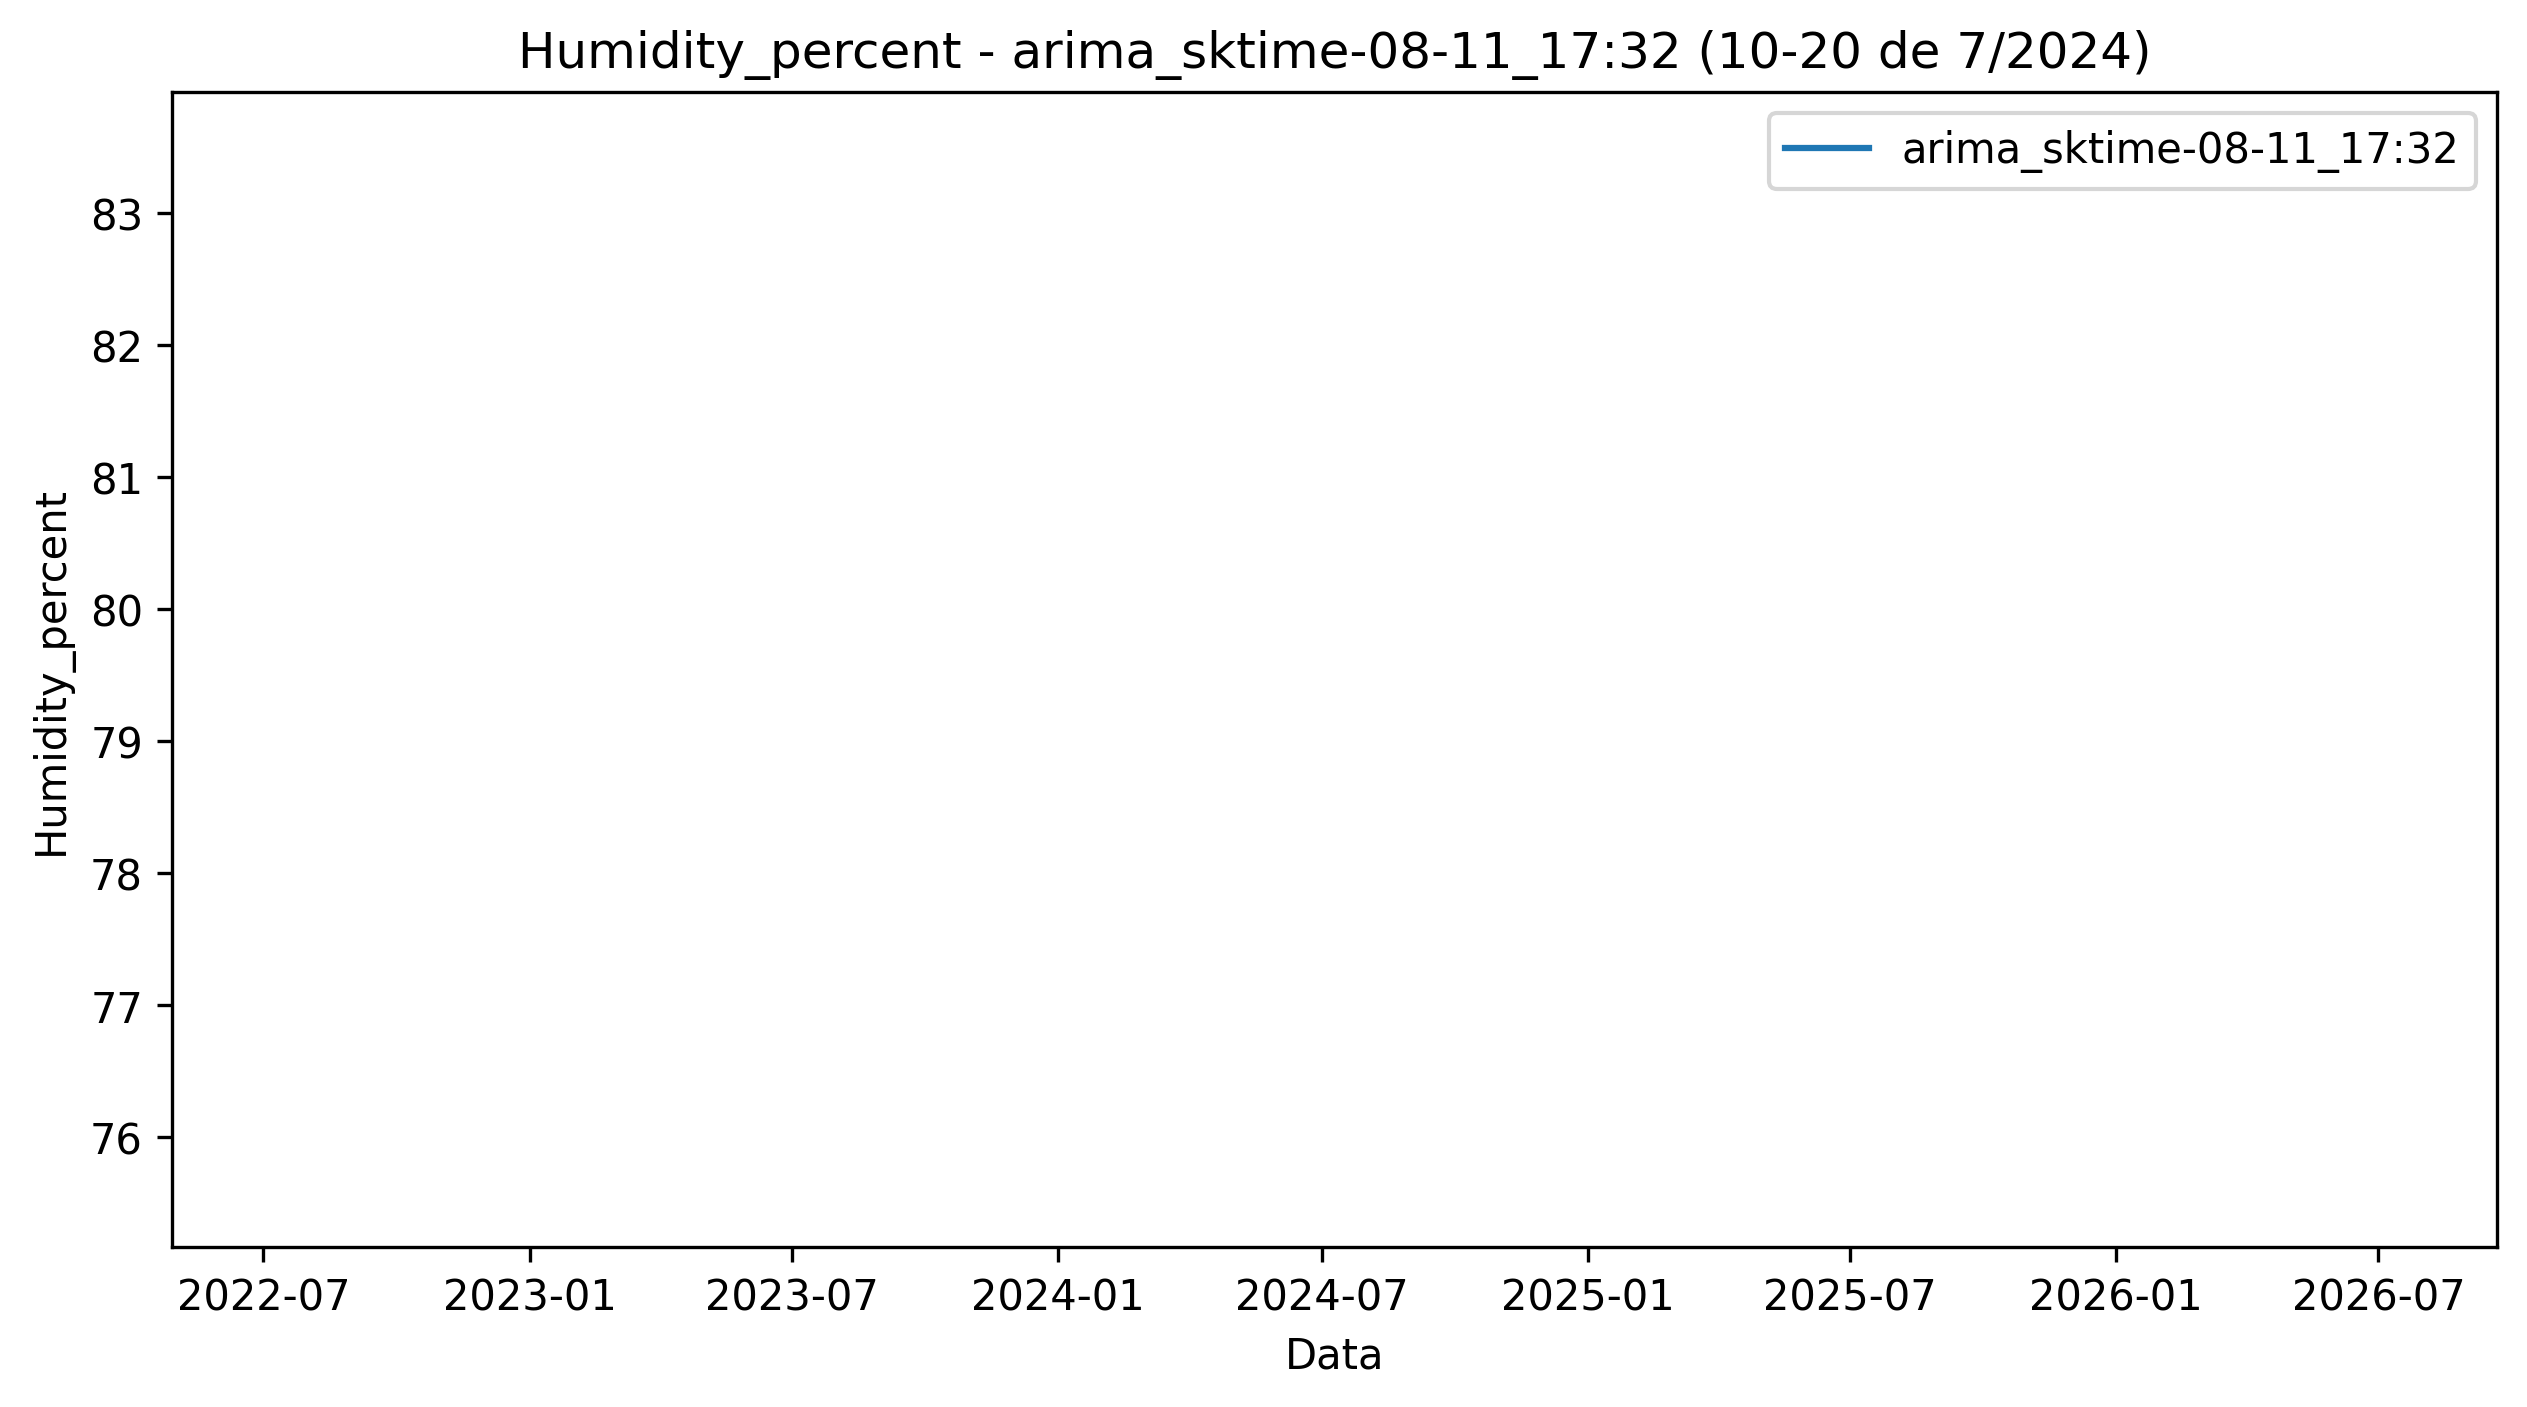 Humidity_percent - arima_sktime-08-11_17:32 (10-20 de 7/2024)
arima_sktime-08-11_17:32
Humidity_percent
83
82
81
80
79
78
77
76
2022-07 2023-01 2023-07 2024-01 2024-07 2025-01 2025-07 2026-01 2026-07
Data